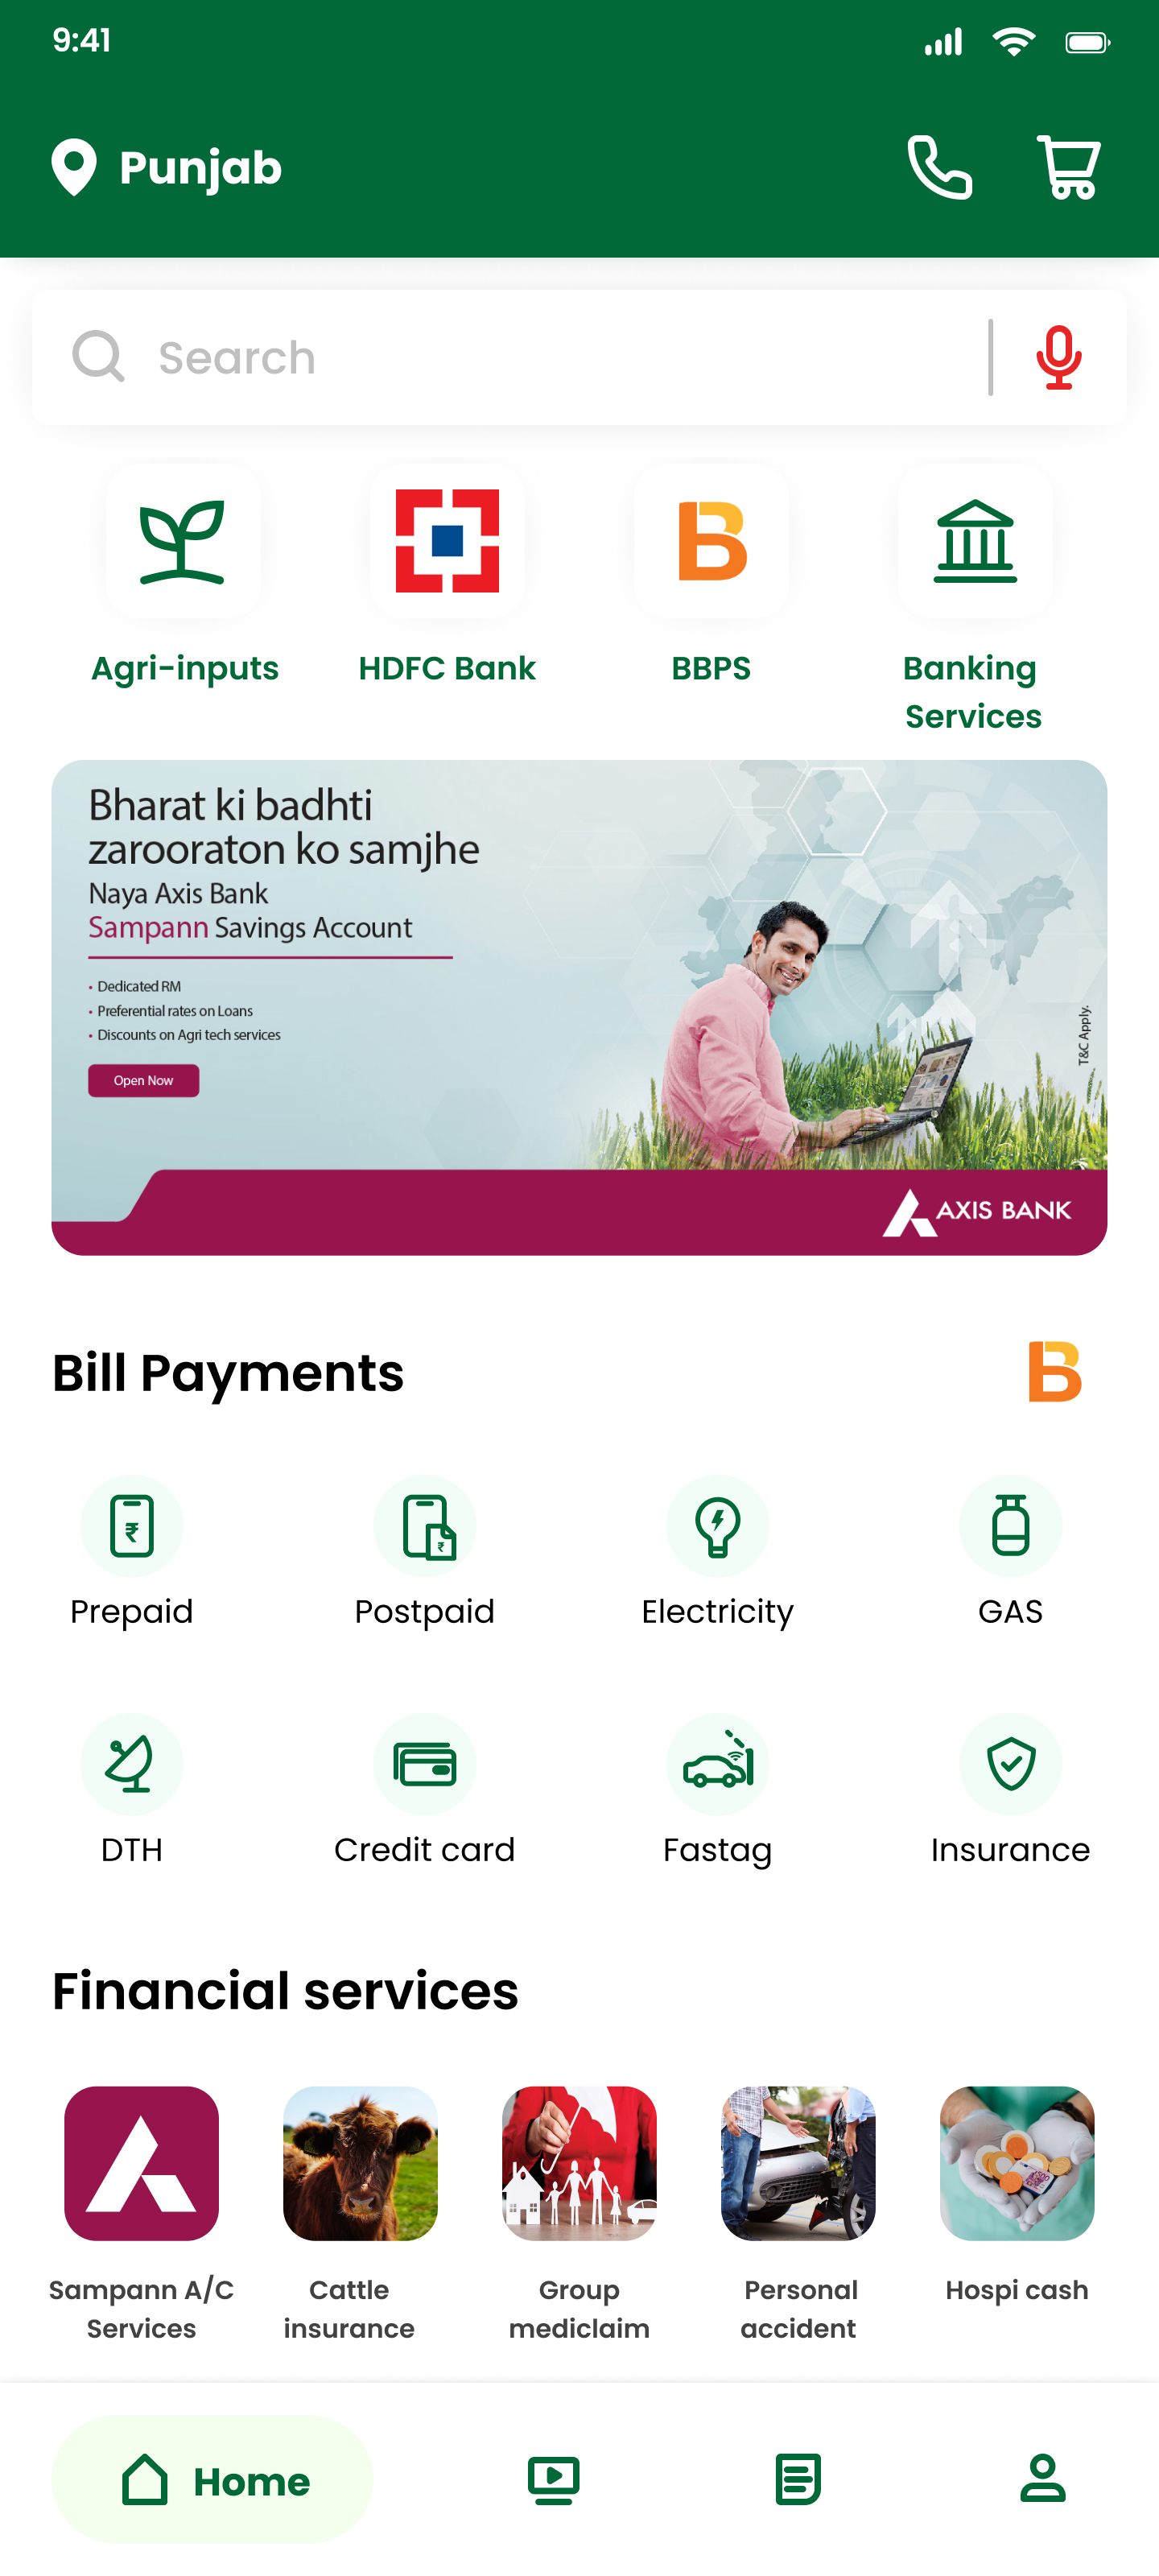 9:41
Punjab
Search
Agri-inputs
HDFC Bank
BBPS
Banking
Services
Bharat ki badhti
zarooraton ko samjhe
Naya Axis Bank
Sampann Savings Account
• Dedicated RM
• Preferential rates on Loans
• Discounts on Agri tech services
Open Now
T&C Apply.
AXIS BANK
Bill Payments
Prepaid
Postpaid
Electricity
GAS
DTH
Credit card
Fastag
Insurance
Financial services
Sampann A/C
Services
Cattle
insurance
Group
mediclaim
Personal
accident
Hospi cash
Home